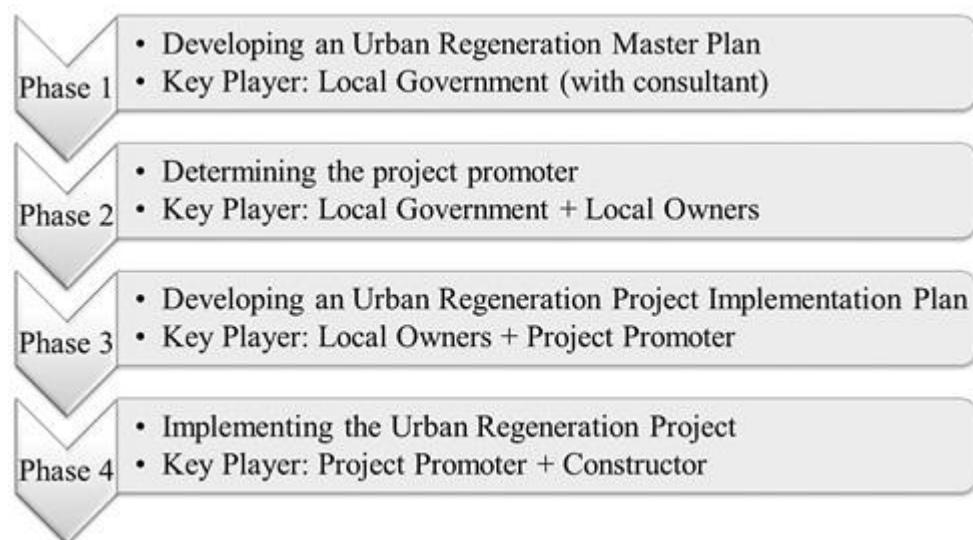 Phase 1
• Developing an Urban Regeneration Master Plan
• Key Player: Local Government (with consultant)
Phase 2
• Determining the project promoter
• Key Player: Local Government + Local Owners
Phase 3
• Developing an Urban Regeneration Project Implementation Plan
• Key Player: Local Owners + Project Promoter
Phase 4
• Implementing the Urban Regeneration Project
• Key Player: Project Promoter + Constructor